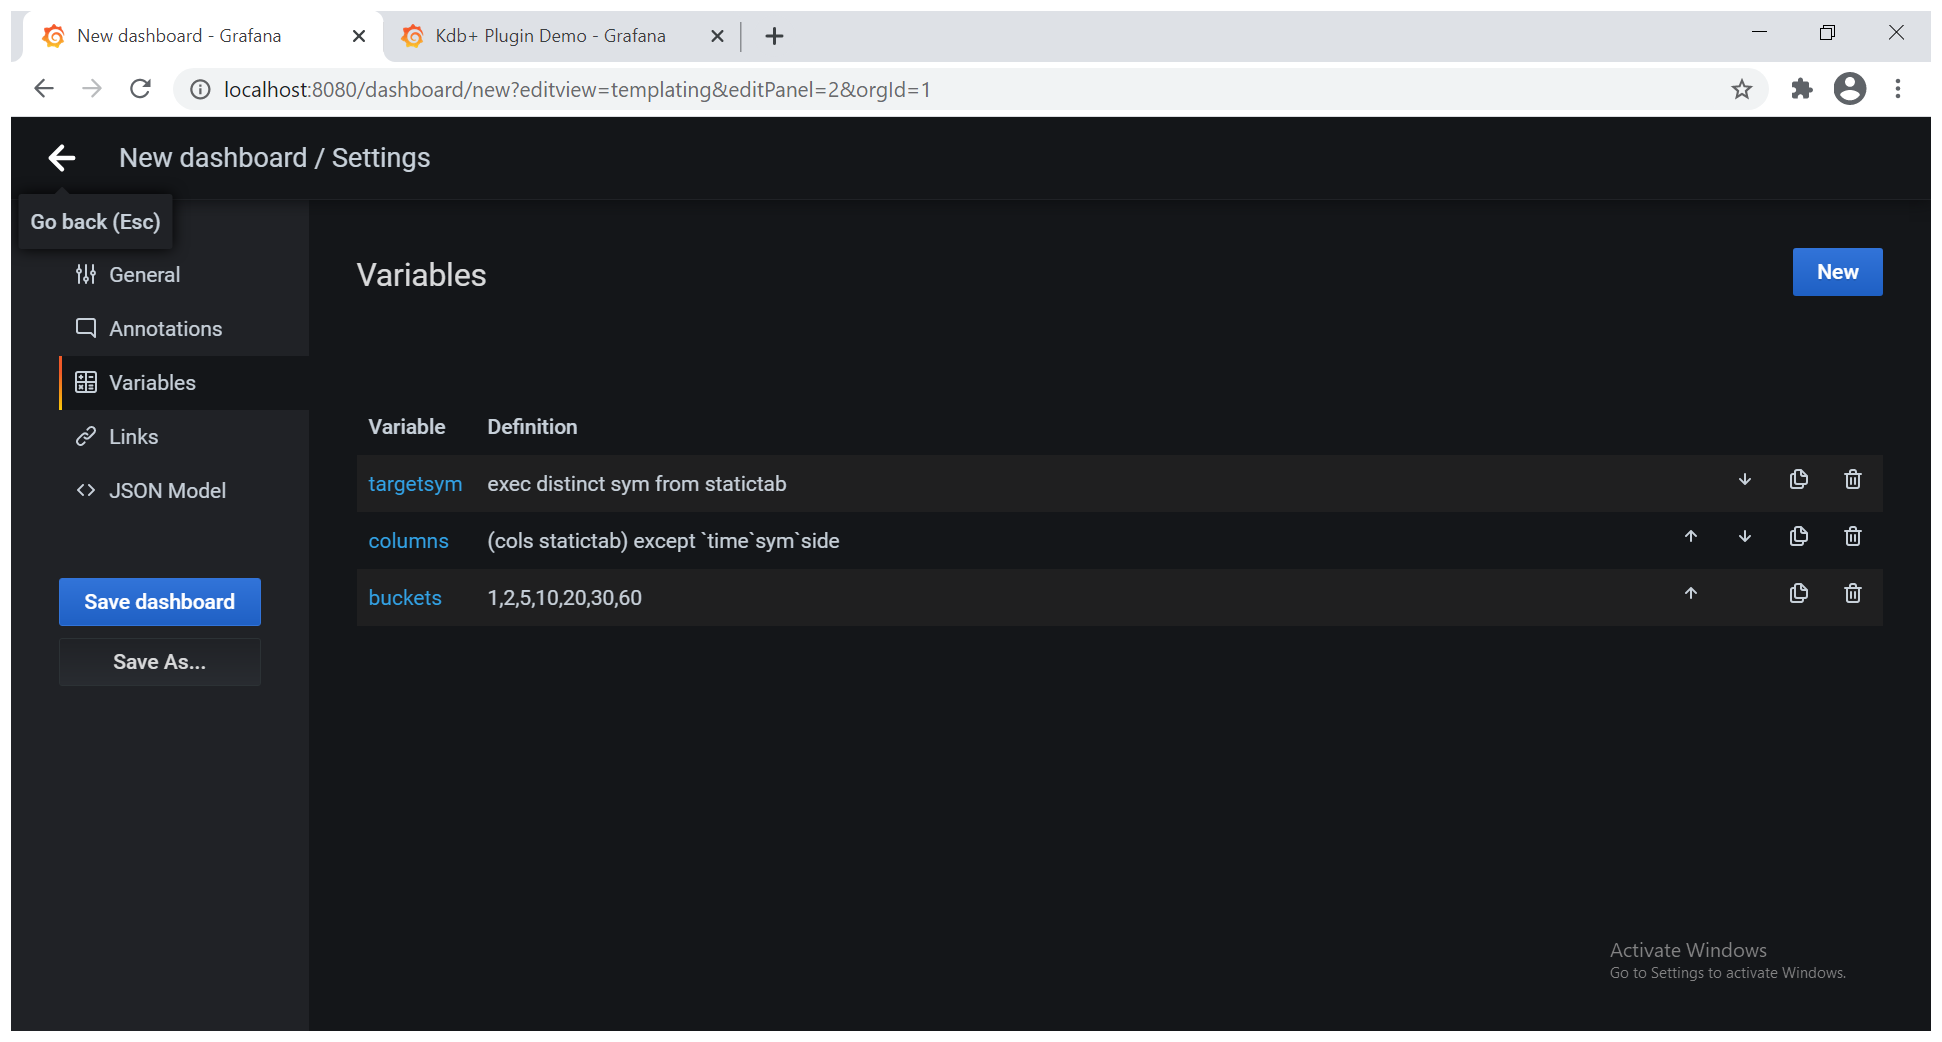 New dashboard - Grafana
Kdb+ Plugin Demo - Grafana
localhost:8080/dashboard/new?editview=templating&editPanel=2&orgId=1
New dashboard / Settings
Go back (Esc)
General
Annotations
Variables
Links
JSON Model
Save dashboard
Save As...
Variables
New
Variable Definition
targetsym exec distinct sym from statictab
columns (cols statictab) except `time`sym`side
buckets 1,2,5,10,20,30,60
Activate Windows
Go to Settings to activate Windows.